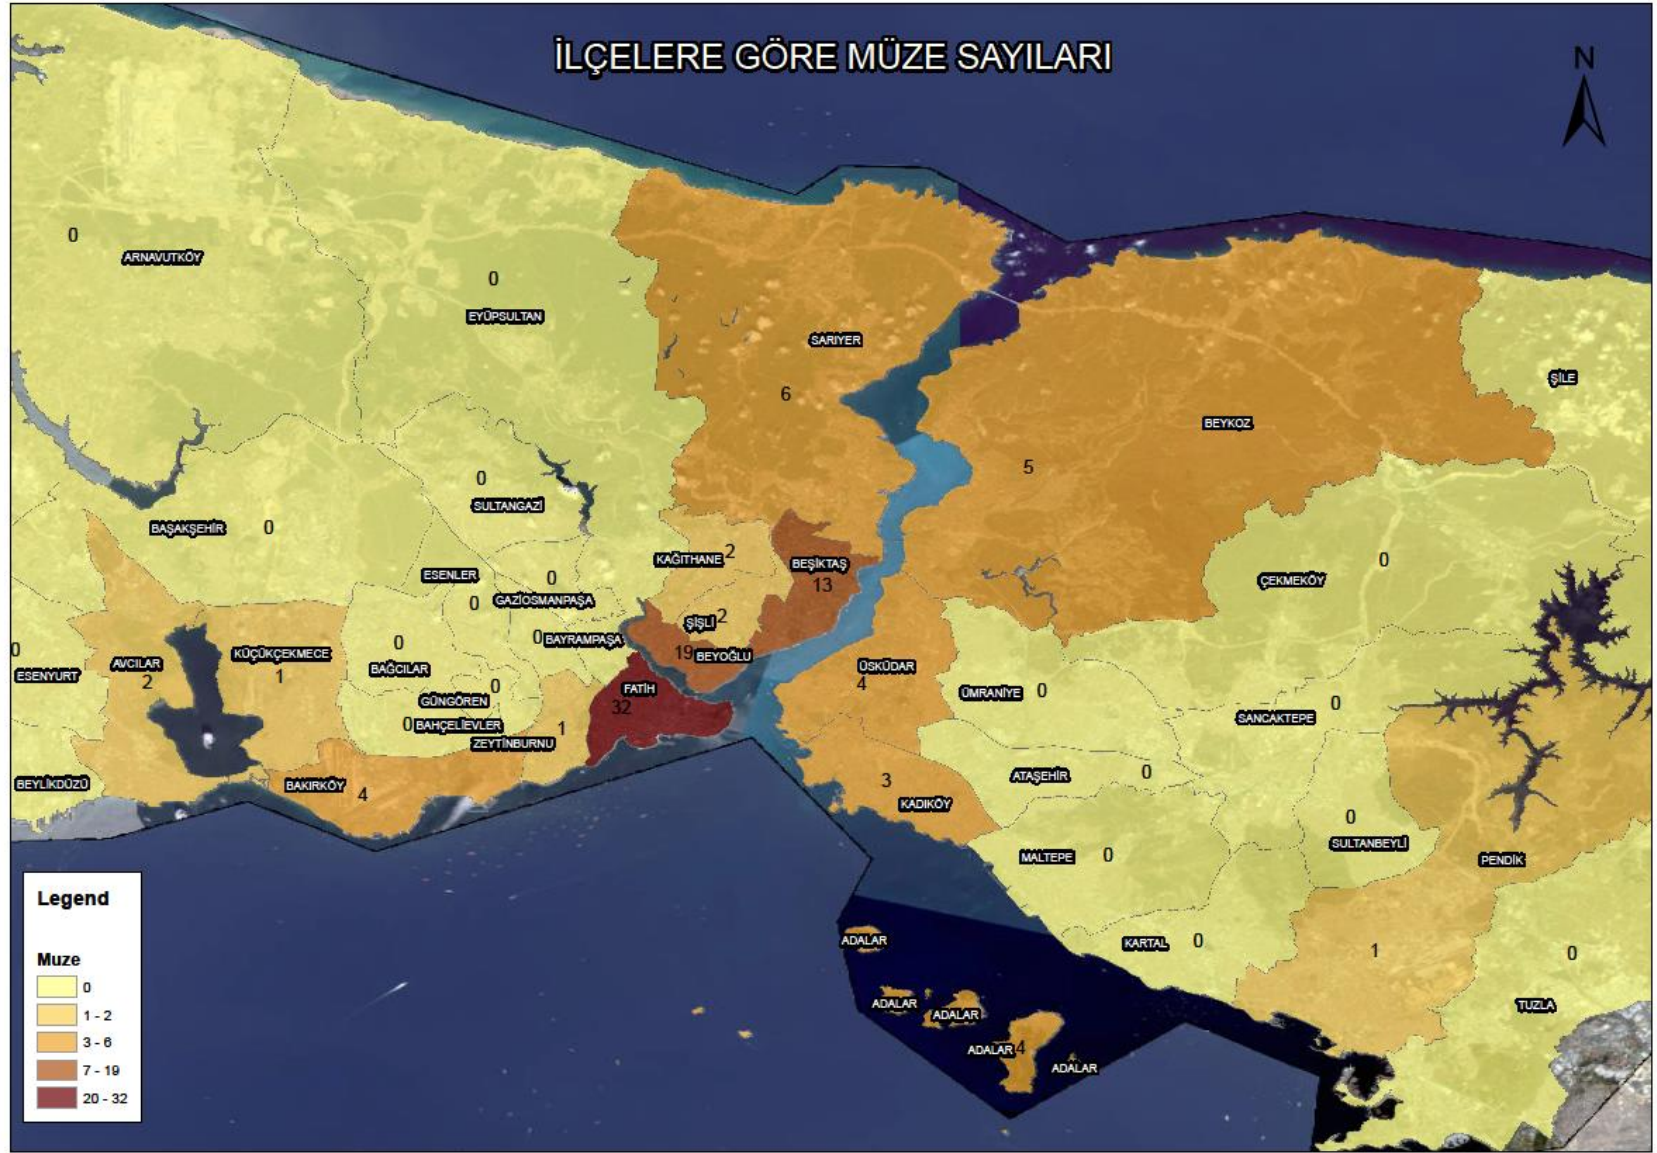 İLÇELERE GÖRE MÜZE SAYILARI
N
0
ARNAVUTKÖY
0
EYÜPSULTAN
SARIYER
6
ŞİLE
BEYKOZ
5
0
SULTANGAZİ
BAŞAKŞEHİR 0
KAĞITHANE 2
BEŞİKTAŞ
13
0
ÇEKMEKÖY
ESENLER
0
0
GAZİOSMANPAŞA
ŞİŞLİ 2
0 BAYRAMPAŞA
0
BAĞCILAR
0
ESENYURT
AVCILAR
2
KÜÇÜKÇEKMECE
1
19 BEYOĞLU
ÜSKÜDAR
4
FATİH
32
ÜMRANİYE 0
0
SANCAKTEPE
0
GÜNGÖREN
0 BAHÇELİEVLER
1
ZEYTİNBURNU
BEYLİKDÜZÜ
BAKIRKÖY 4
3
KADIKÖY
ATAŞEHİR 0
0
SULTANBEYLİ
MALTEPE 0
PENDİK
1
KARTAL 0
0
TUZLA
ADALAR
ADALAR
ADALAR
ADALAR 4
ADALAR
Legend
Muze
0
1 - 2
3 - 6
7 - 19
20 - 32